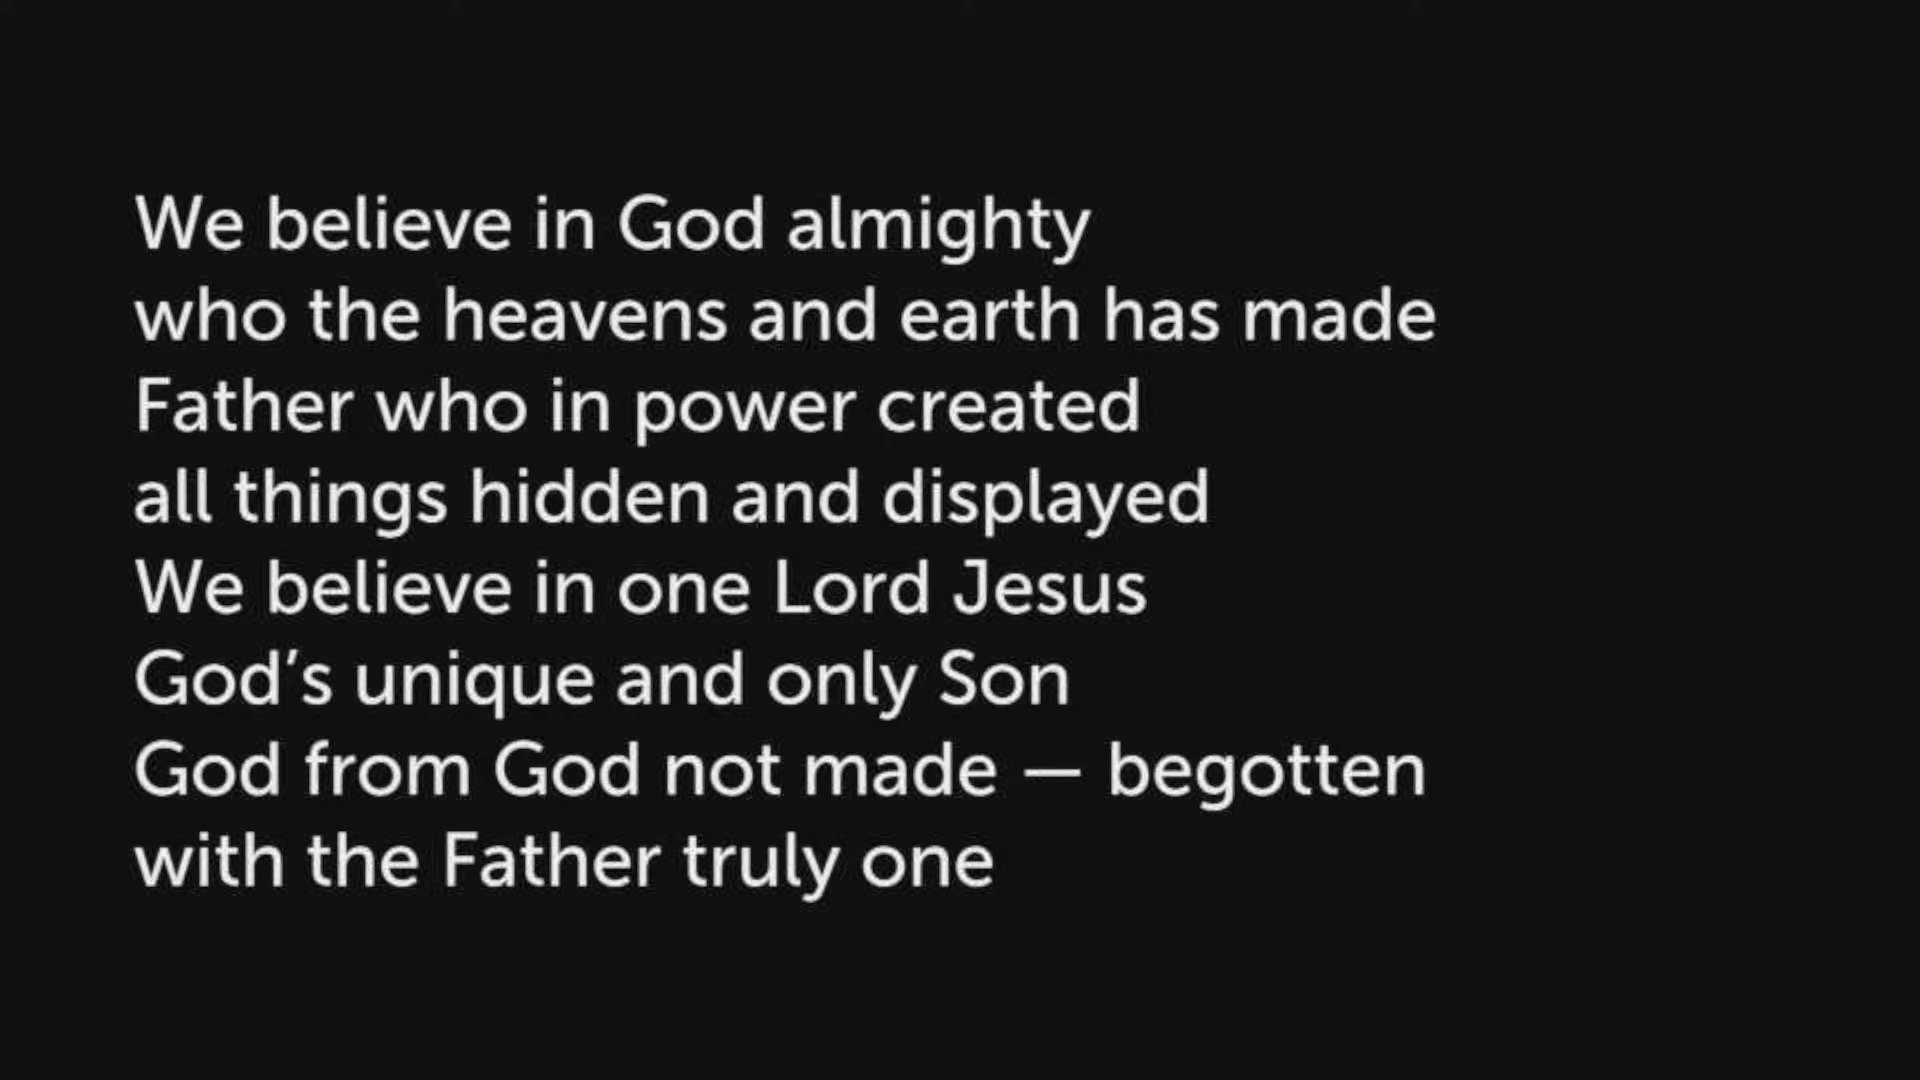 We believe in God almighty
who the heavens and earth has made
Father who in power created
all things hidden and displayed
We believe in one Lord Jesus
God’s unique and only Son
God from God not made — begotten
with the Father truly one